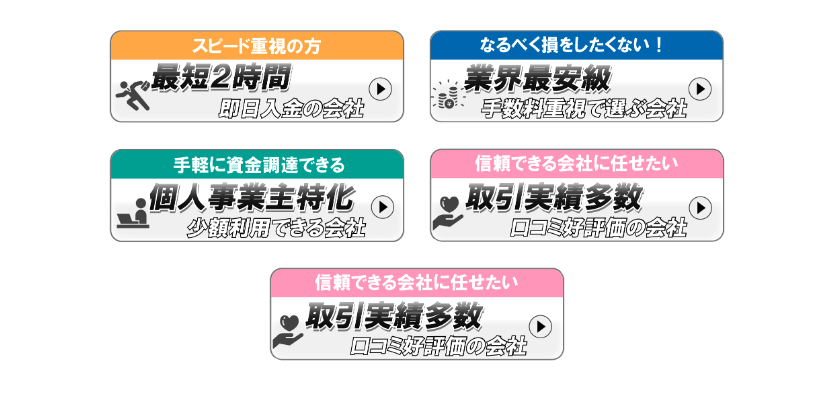 スピード重視の方
最短2時間
即日入金の会社
なるべく損をしたくない！
業界最安級
手数料重視で選ぶ会社
手軽に資金調達できる
個人事業主特化
少額利用できる会社
信頼できる会社に任せたい
取引実績多数
口コミ好評価の会社
信頼できる会社に任せたい
取引実績多数
口コミ好評価の会社